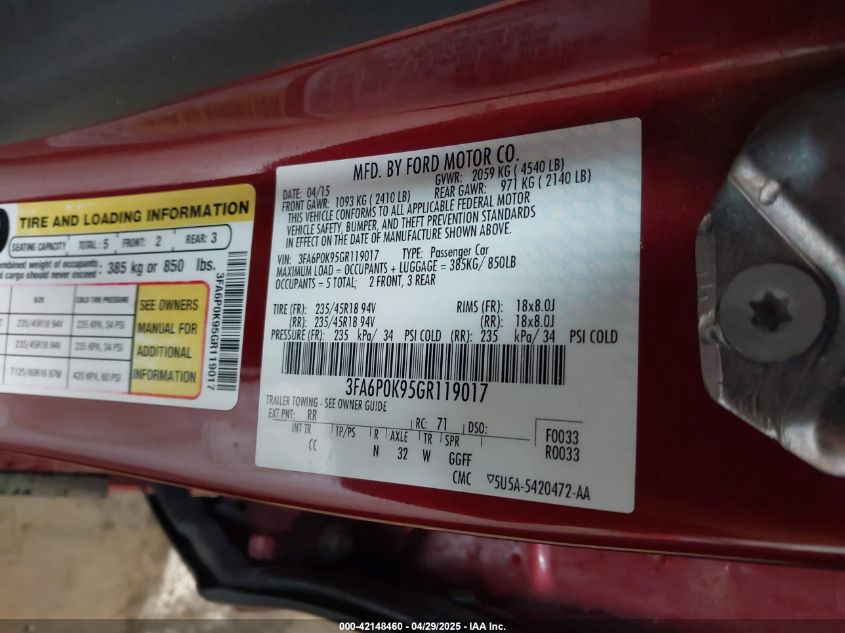 TIRE AND LOADING INFORMATION
SEATING CAPACITY TOTAL: 5 FRONT: 2 REAR: 3
combined weight of occupants
and cargo should never exceed : 385 kg or 850 lbs.
SIZE COLD TIRE PRESSURE
235/45R18 94V 235 KPA, 34 PSI
235/45R18 94V 235 KPA, 34 PSI
T125/80R16 97M 420 KPA, 60 PSI
SEE OWNERS
MANUAL FOR
ADDITIONAL
INFORMATION
3FA6P0K95GR119017
MFD. BY FORD MOTOR CO.
DATE: 04/15 GVWR: 2059 KG (4540 LB)
FRONT GAWR: 1093 KG (2410 LB) REAR GAWR: 971 KG (2140 LB)
THIS VEHICLE CONFORMS TO ALL APPLICABLE FEDERAL MOTOR
VEHICLE SAFETY, BUMPER, AND THEFT PREVENTION STANDARDS
IN EFFECT ON THE DATE OF MANUFACTURE SHOWN ABOVE.
VIN: 3FA6P0K95GR119017 TYPE: Passenger Car
MAXIMUM LOAD = OCCUPANTS + LUGGAGE = 385KG/ 850LB
OCCUPANTS = 5 TOTAL; 2 FRONT, 3 REAR
TIRE (FR): 235/45R18 94V RIMS (FR): 18x8.0J
(RR): 235/45R18 94V (RR): 18x8.0J
PRESSURE (FR): 235 kPa/ 34 PSI COLD (RR): 235 kPa/ 34 PSI COLD
3FA6P0K95GR119017
TRAILER TOWING - SEE OWNER GUIDE
EXT PNT: RR RC: 71 DSO:
INT TR TP/PS R AXLE TR SPR F0033
CC N 32 W GGFF R0033
CMC ▽5U5A-5420472-AA
000-42148460 - 04/29/2025 - IAA Inc.